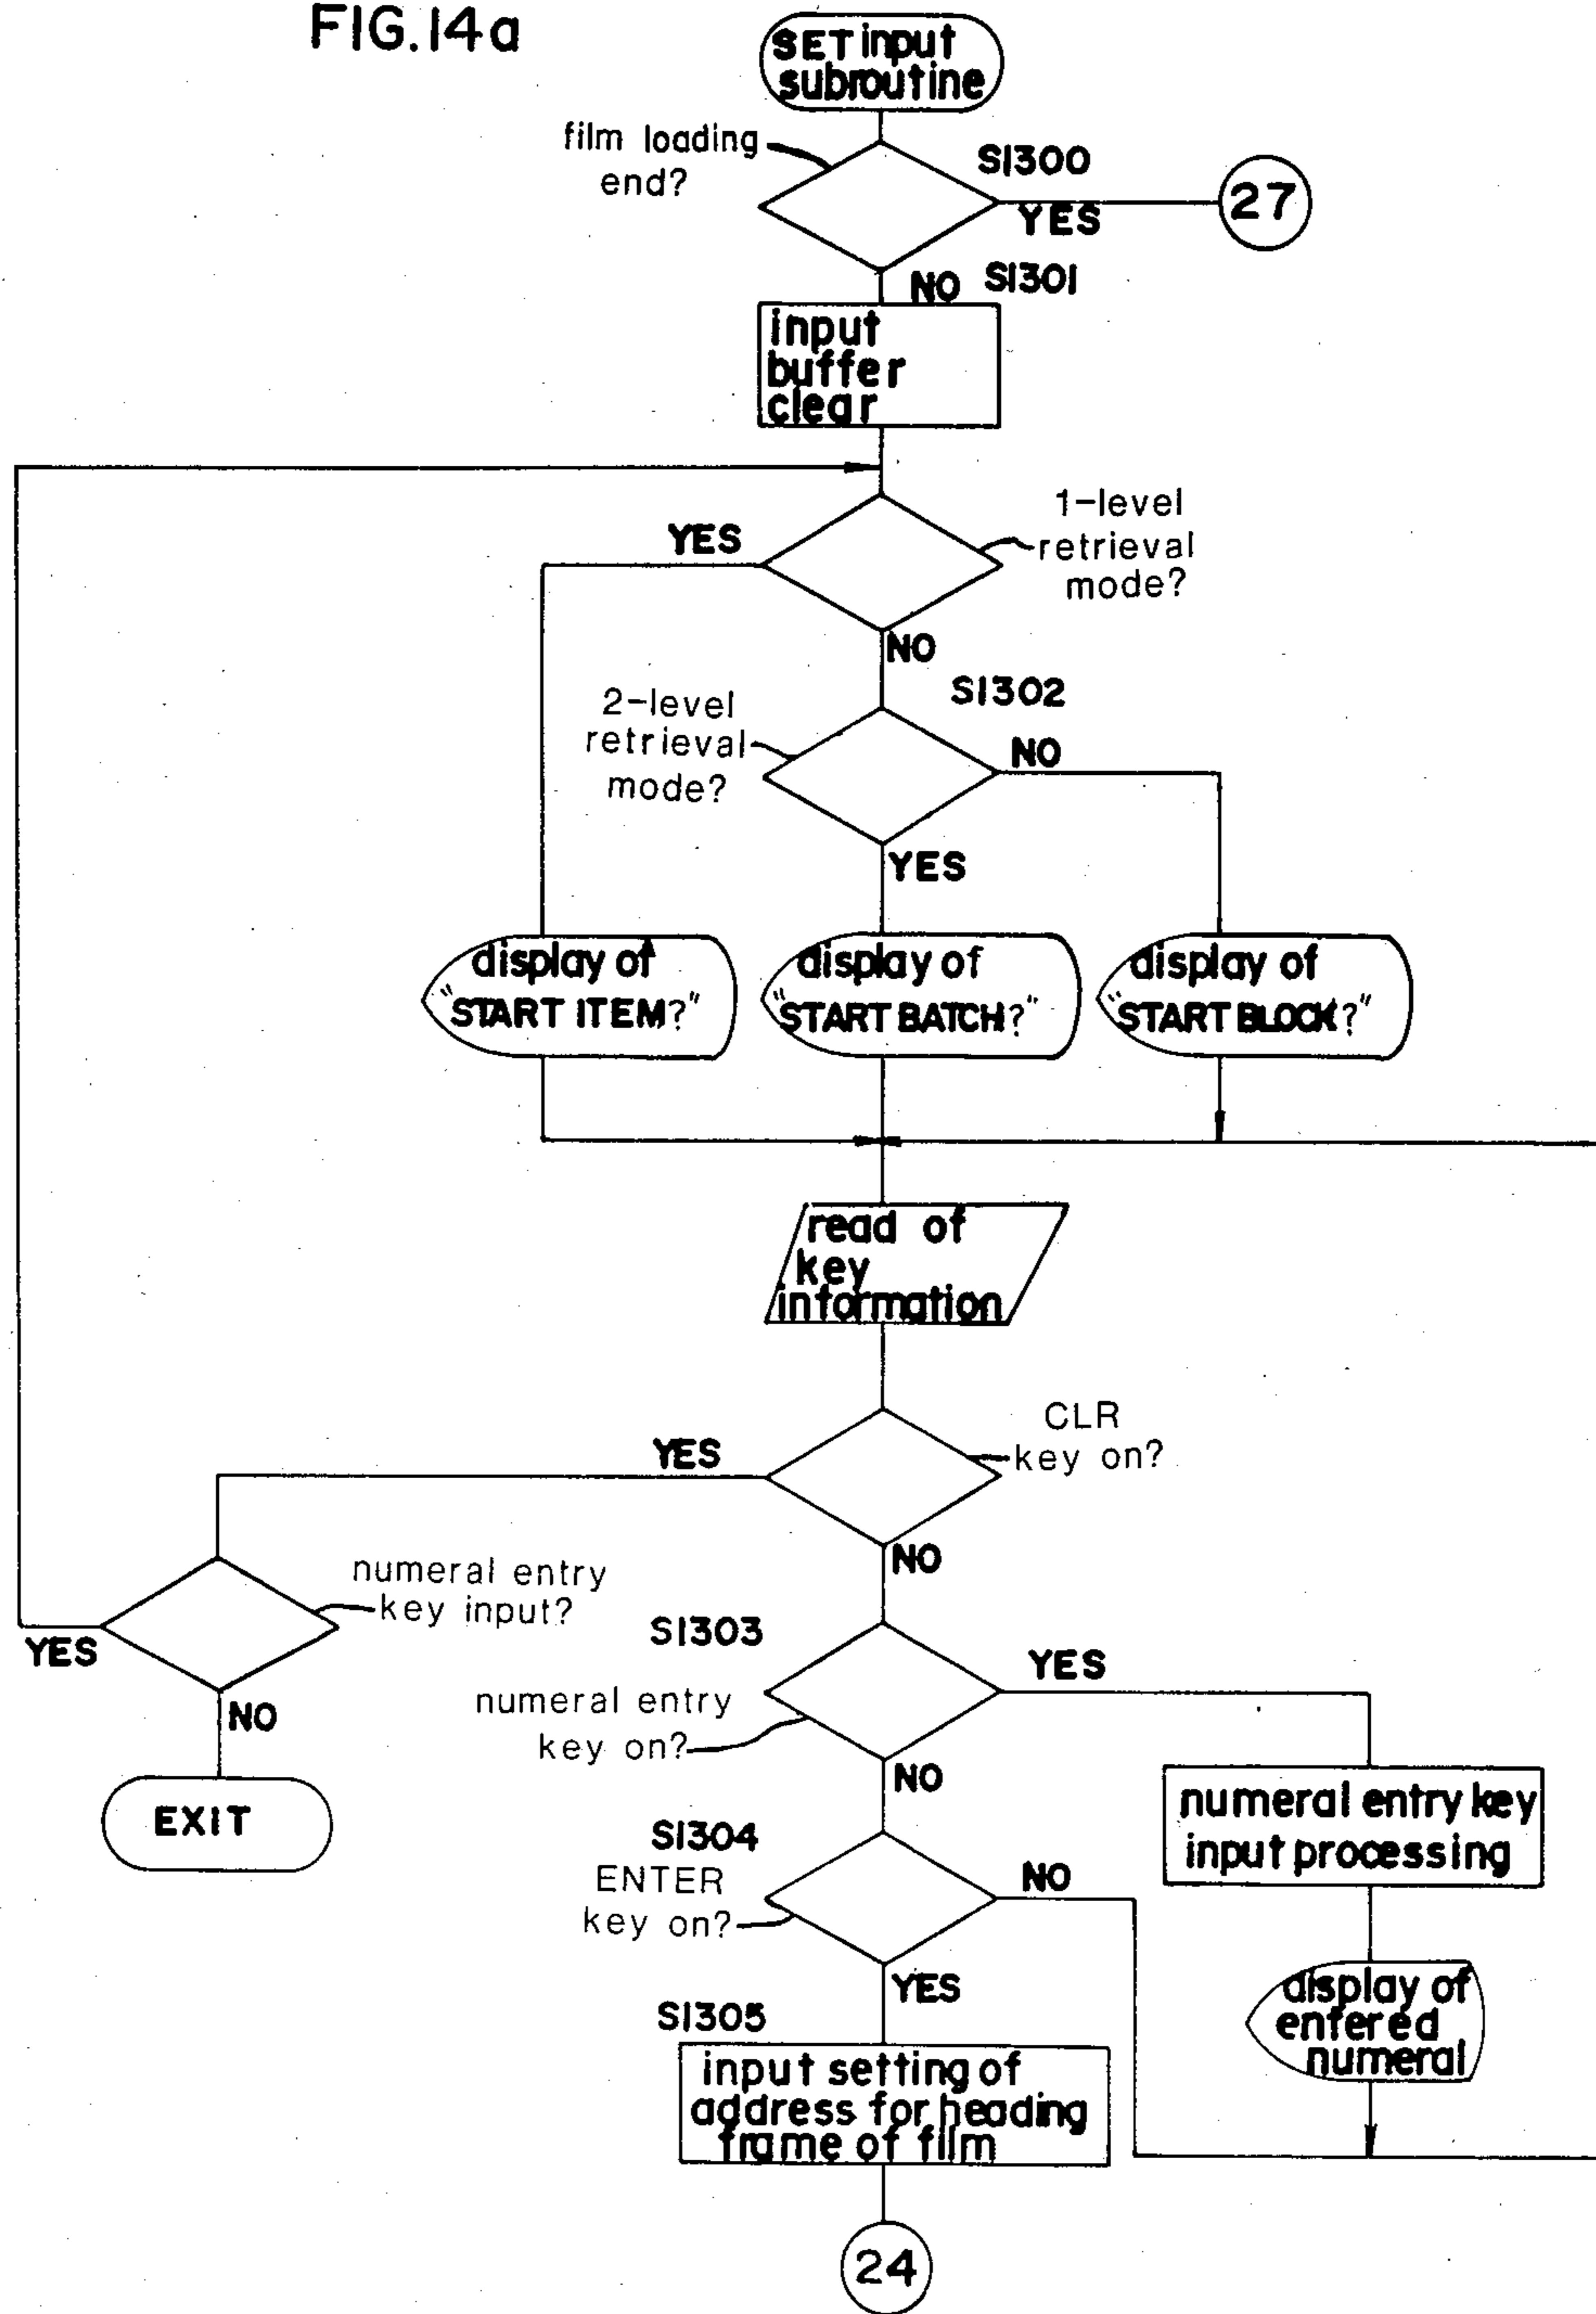 FIG.14a
SET input
subroutine
film loading
end?
S1300
YES
27
NO
S1301
input
buffer
clear
YES
1-level
retrieval
mode?
NO
S1302
2-level
retrieval
mode?
NO
YES
display of
"START ITEM?"
display of
"START BATCH?"
display of
"START BLOCK?"
read of
key
information
YES
CLR
key on?
NO
numeral entry
key input?
YES
NO
EXIT
S1303
YES
numeral entry
key on?
NO
numeral entry key
input processing
S1304
ENTER
key on?
NO
YES
display of
entered
numeral
S1305
input setting of
address for heading
frame of film
24